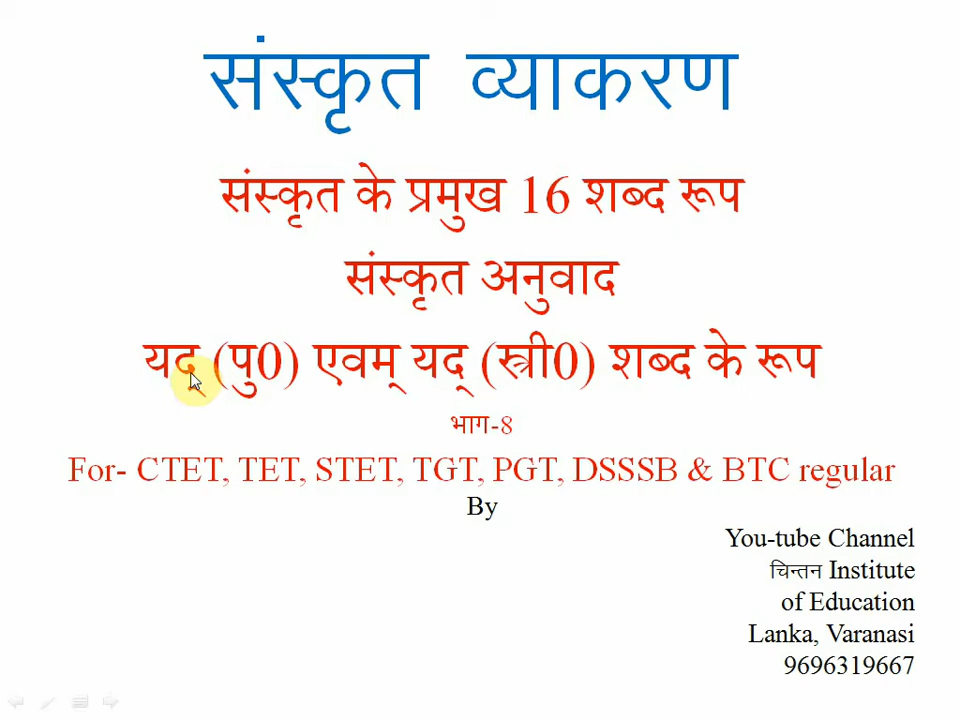 संस्कृत व्याकरण
संस्कृत के प्रमुख 16 शब्द रूप
संस्कृत अनुवाद
यद् (पु0) एवम् यद् (स्त्री0) शब्द के रूप
भाग-8
For- CTET, TET, STET, TGT, PGT, DSSSB & BTC regular
By
You-tube Channel
चिन्तन Institute
of Education
Lanka, Varanasi
9696319667